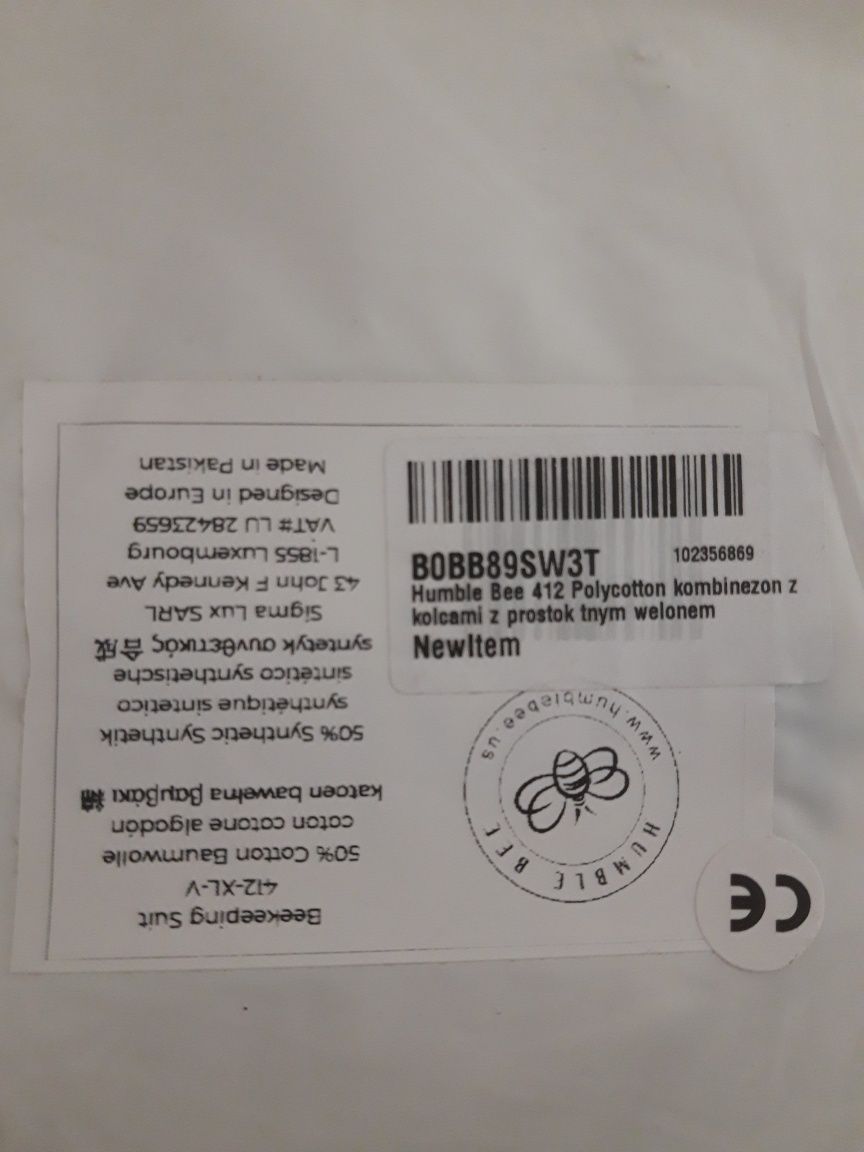 B0BB89SW3T
102356869
Humble Bee 412 Polycotton kombinezon z
kolcami z prostok tnym welonem
NewItem
Beekeeping Suit
412-XL-V
50% Cotton Baumwolle
coton cotone algodón
katoen bawełna βαμβάκι 棉
50% Synthetic Synthetik
synthétique sintetico
sintético synthetische
syntetyk συνθετικός 合成
Sigma Lux SARL
43 John F Kennedy Ave
L-1855 Luxembourg
VAT# LU 28423659
Designed in Europe
Made in Pakistan
HUMBLE BEE
www.humblebee.us
CE